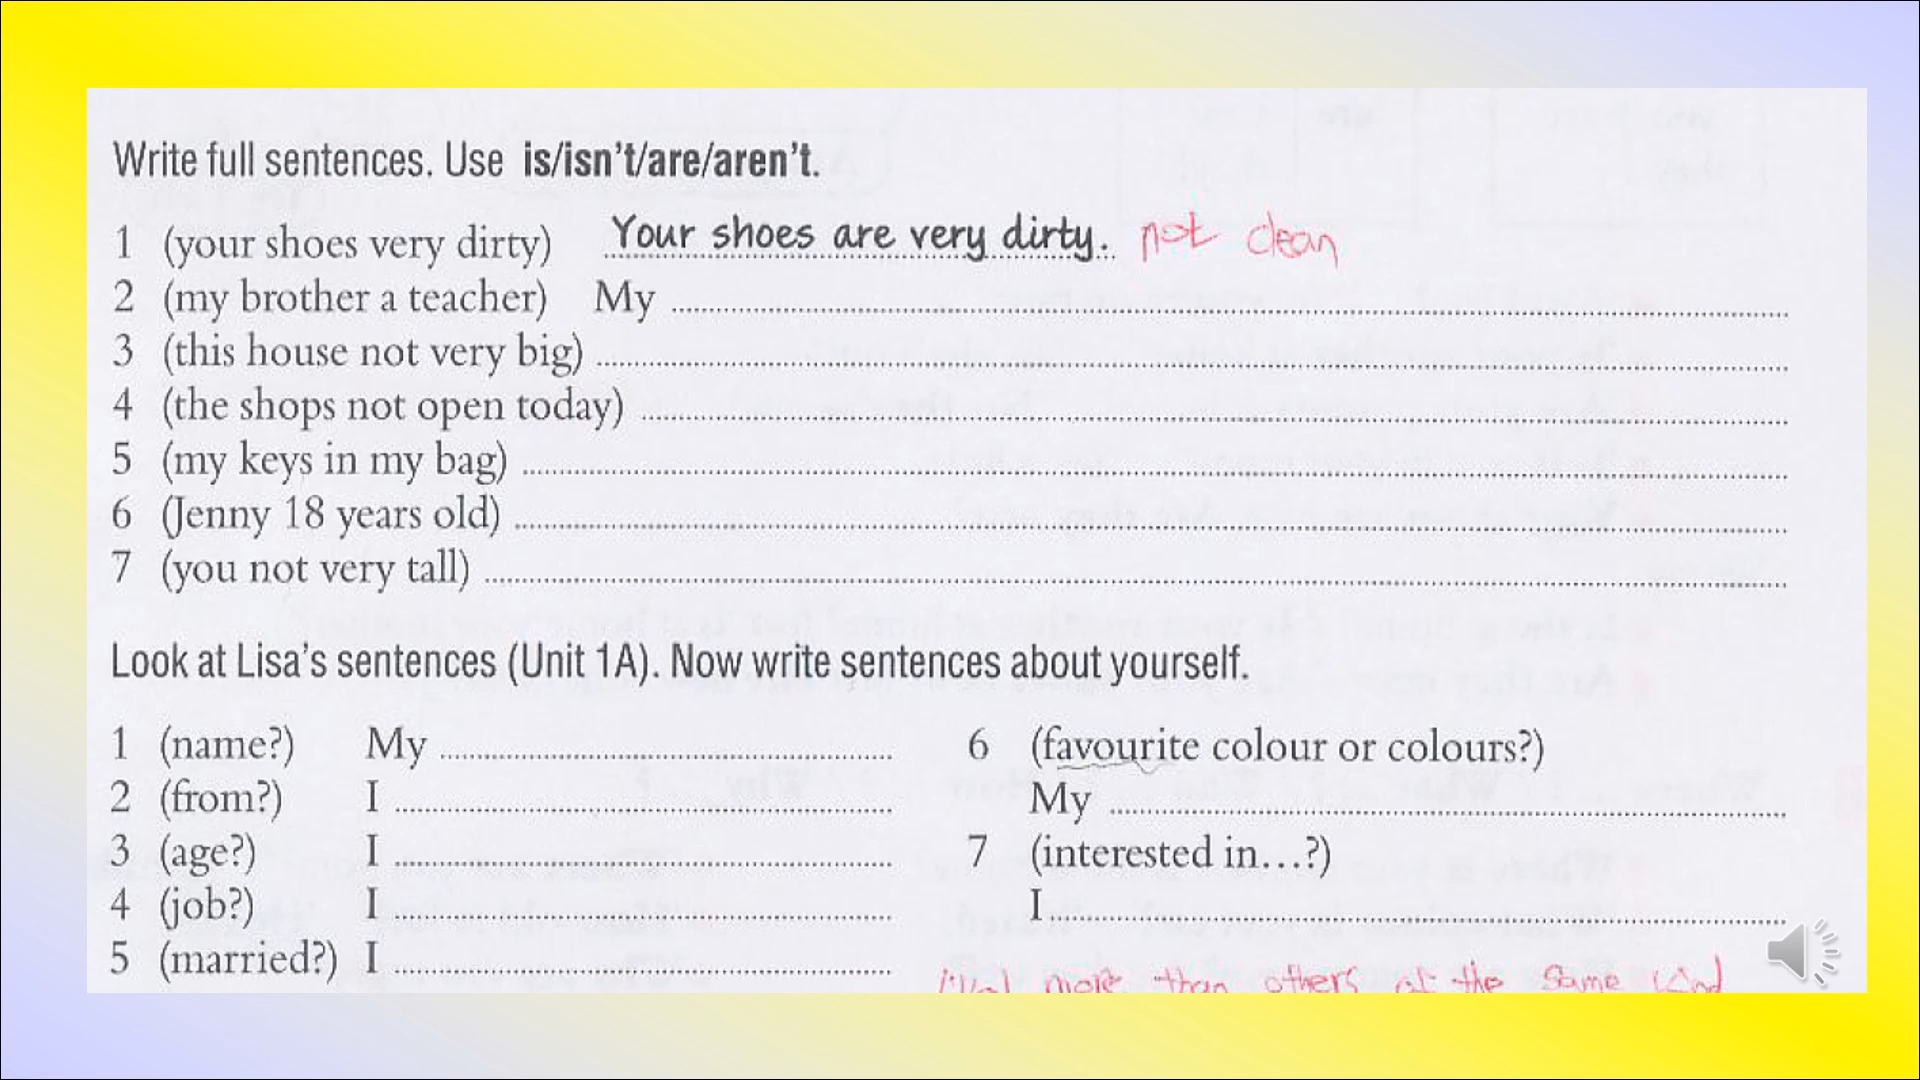 Write full sentences. Use is/isn't/are/aren't.
1 (your shoes very dirty) Your shoes are very dirty. not clean
2 (my brother a teacher) My
3 (this house not very big)
4 (the shops not open today)
5 (my keys in my bag)
6 (Jenny 18 years old)
7 (you not very tall)
Look at Lisa's sentences (Unit 1A). Now write sentences about yourself.
1 (name?) My
2 (from?) I
3 (age?) I
4 (job?) I
5 (married?) I
6 (favourite colour or colours?)
My
7 (interested in…?)
I
more than others of the same kind